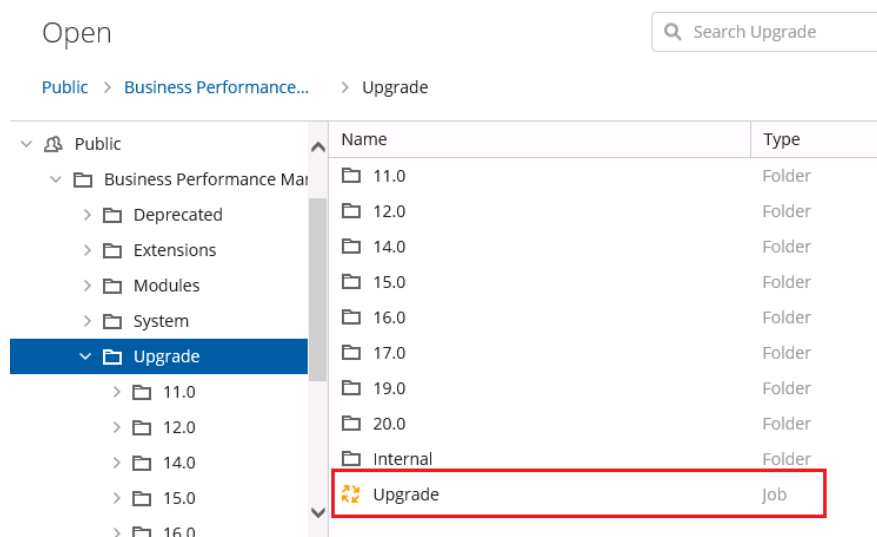 Open
Search Upgrade
Public > Business Performance... > Upgrade
Public
Business Performance Mar
Deprecated
Extensions
Modules
System
Upgrade
11.0
12.0
14.0
15.0
16.0
Name Type
11.0 Folder
12.0 Folder
14.0 Folder
15.0 Folder
16.0 Folder
17.0 Folder
19.0 Folder
20.0 Folder
Internal Folder
Upgrade Job